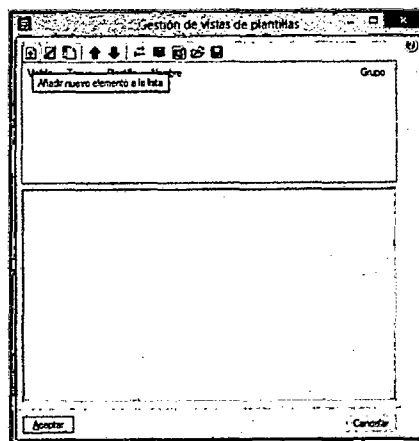 Gestión de vistas de plantillas
Nombre Grupo
Añadir nuevo elemento a la lista
Aceptar Cancelar